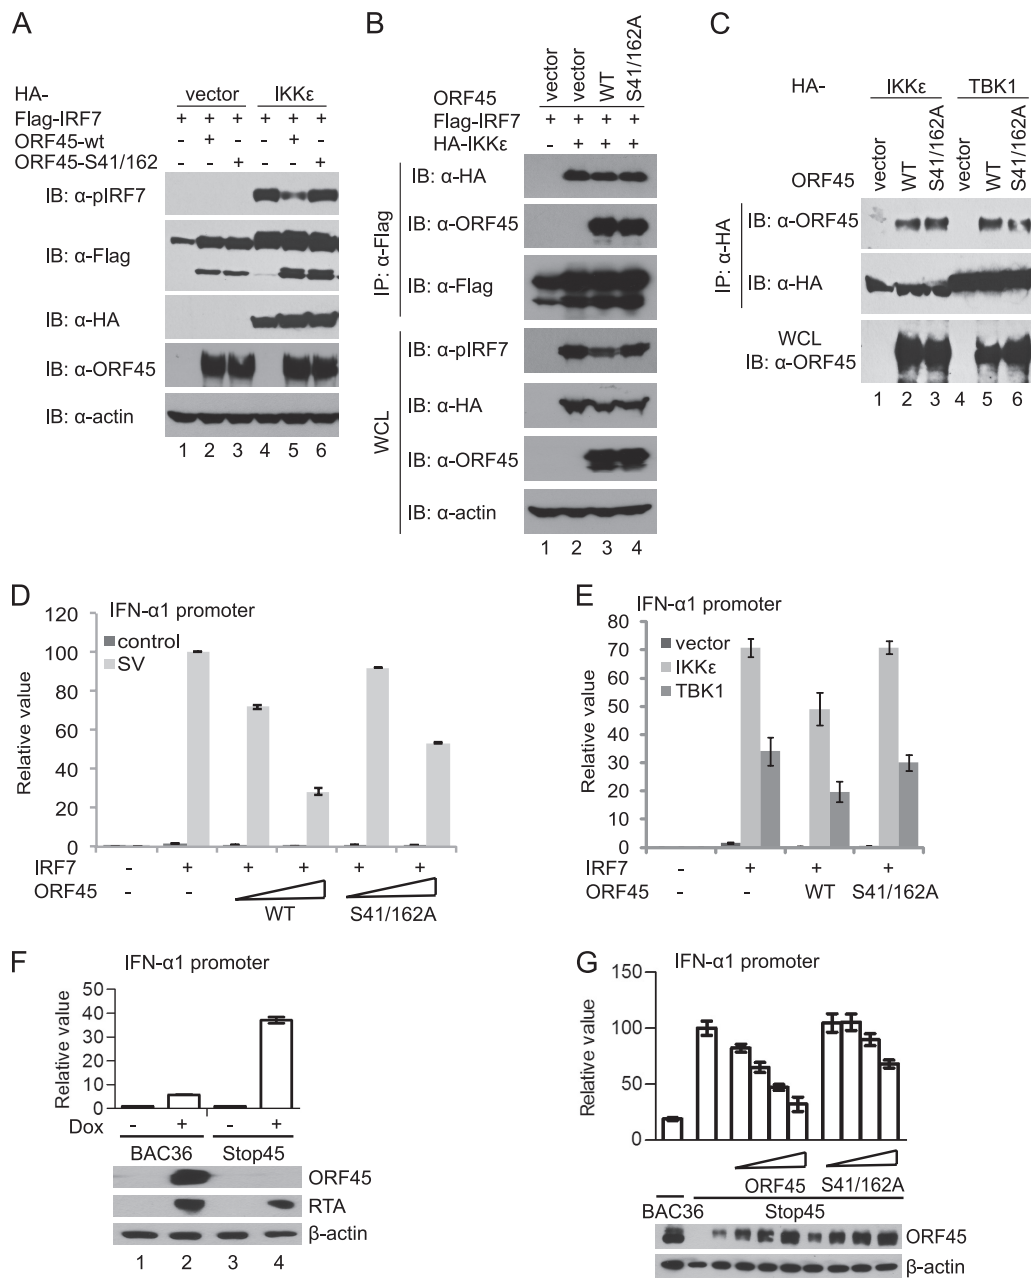 A
HA- vector IKKε
Flag-IRF7 + + + + + +
ORF45-wt - + - - + -
ORF45-S41/162 - - + - - +
IB: α-pIRF7
IB: α-Flag
IB: α-HA
IB: α-ORF45
IB: α-actin
1 2 3 4 5 6
B
ORF45 vector vector WT S41/162A
Flag-IRF7 + + + +
HA-IKKε - + + +
IP: α-Flag
IB: α-HA
IB: α-ORF45
IB: α-Flag
WCL
IB: α-pIRF7
IB: α-HA
IB: α-ORF45
IB: α-actin
1 2 3 4
C
HA- IKKε TBK1
ORF45 vector WT S41/162A vector WT S41/162A
IP: α-HA
IB: α-ORF45
IB: α-HA
WCL
IB: α-ORF45
1 2 3 4 5 6
D
IFN-α1 promoter
control
SV
Relative value
120
100
80
60
40
20
0
IRF7 - + + + + +
ORF45 - -
WT S41/162A
E
IFN-α1 promoter
vector
IKKε
TBK1
Relative value
80
70
60
50
40
30
20
10
0
IRF7 - + + +
ORF45 - - WT S41/162A
F
IFN-α1 promoter
Relative value
50
40
30
20
10
0
Dox - + - +
BAC36 Stop45
ORF45
RTA
β-actin
1 2 3 4
G
IFN-α1 promoter
Relative value
150
100
50
0
ORF45 S41/162A
BAC36 Stop45
ORF45
β-actin